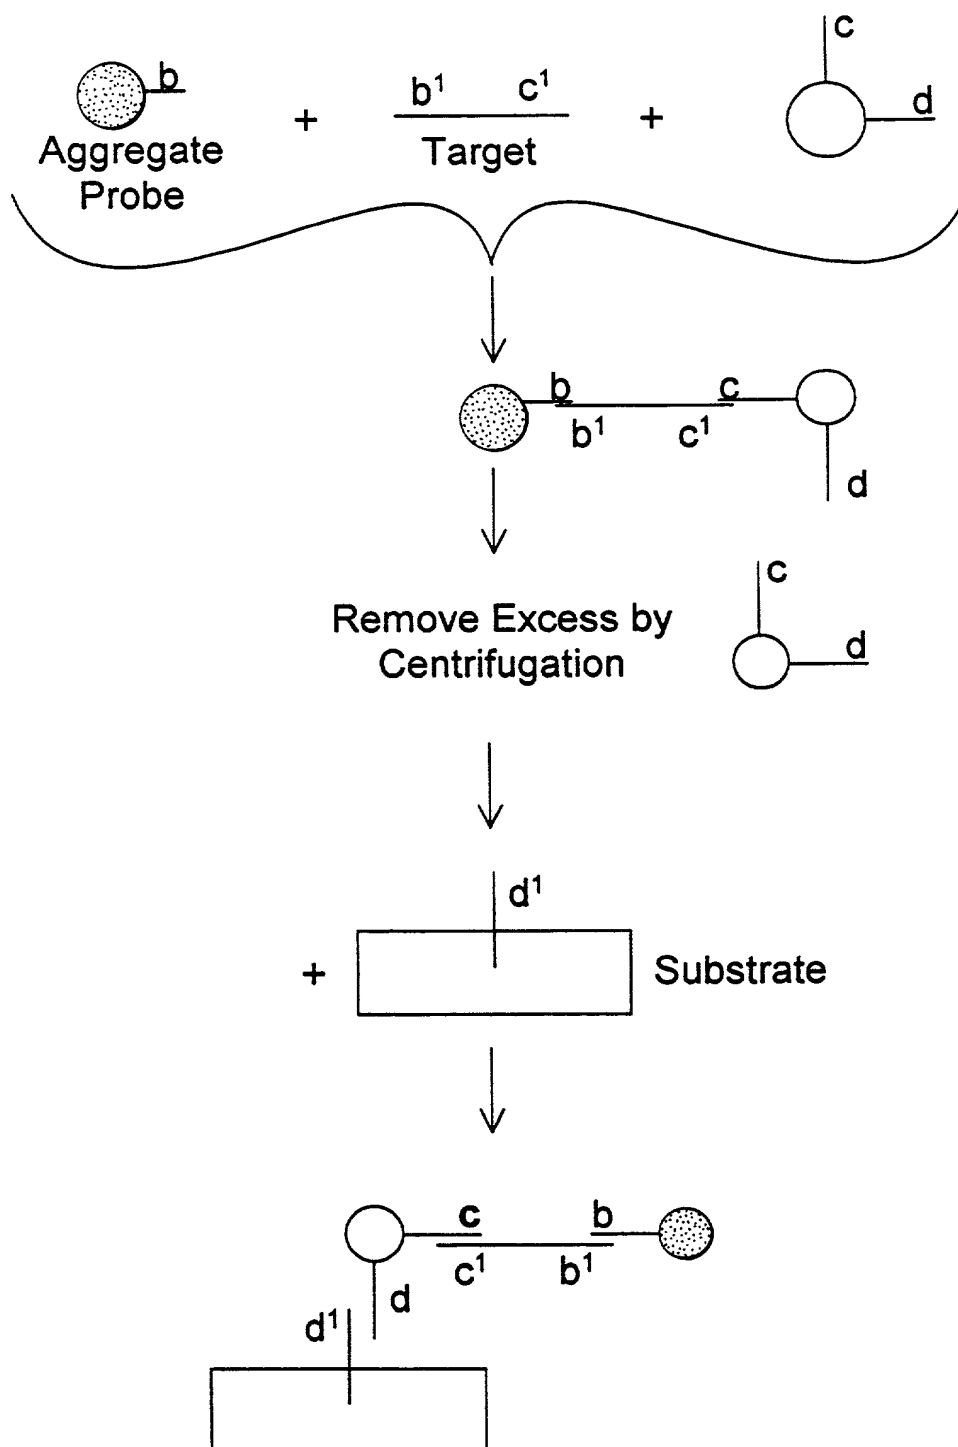 b + b¹ c¹ + c d
Aggregate
Probe
Target
b c
b¹ c¹
d
Remove Excess by
Centrifugation
c
d
d¹
+ Substrate
c b
c¹ b¹
d
d¹